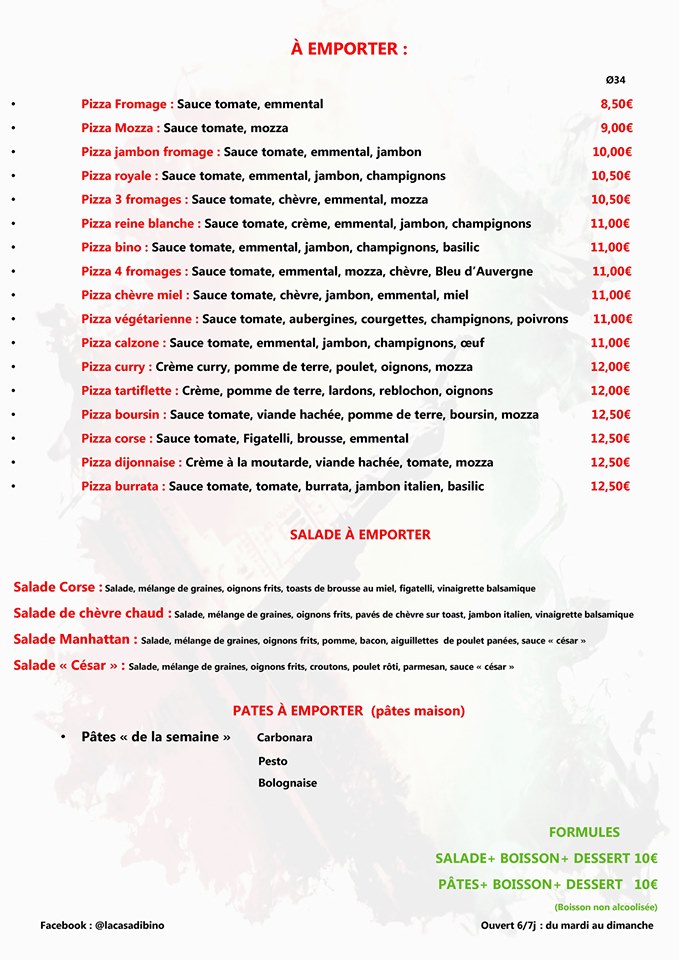 À EMPORTER :
Ø34
• Pizza Fromage : Sauce tomate, emmental 8,50€
• Pizza Mozza : Sauce tomate, mozza 9,00€
• Pizza jambon fromage : Sauce tomate, emmental, jambon 10,00€
• Pizza royale : Sauce tomate, emmental, jambon, champignons 10,50€
• Pizza 3 fromages : Sauce tomate, chèvre, emmental, mozza 10,50€
• Pizza reine blanche : Sauce tomate, crème, emmental, jambon, champignons 11,00€
• Pizza bino : Sauce tomate, emmental, jambon, champignons, basilic 11,00€
• Pizza 4 fromages : Sauce tomate, emmental, mozza, chèvre, Bleu d’Auvergne 11,00€
• Pizza chèvre miel : Sauce tomate, chèvre, jambon, emmental, miel 11,00€
• Pizza végétarienne : Sauce tomate, aubergines, courgettes, champignons, poivrons 11,00€
• Pizza calzone : Sauce tomate, emmental, jambon, champignons, œuf 11,00€
• Pizza curry : Crème curry, pomme de terre, poulet, oignons, mozza 12,00€
• Pizza tartiflette : Crème, pomme de terre, lardons, reblochon, oignons 12,00€
• Pizza boursin : Sauce tomate, viande hachée, pomme de terre, boursin, mozza 12,50€
• Pizza corse : Sauce tomate, Figatelli, brousse, emmental 12,50€
• Pizza dijonnaise : Crème à la moutarde, viande hachée, tomate, mozza 12,50€
• Pizza burrata : Sauce tomate, tomate, burrata, jambon italien, basilic 12,50€
SALADE À EMPORTER
Salade Corse : Salade, mélange de graines, oignons frits, toasts de brousse au miel, figatelli, vinaigrette balsamique
Salade de chèvre chaud : Salade, mélange de graines, oignons frits, pavés de chèvre sur toast, jambon italien, vinaigrette balsamique
Salade Manhattan : Salade, mélange de graines, oignons frits, pomme, bacon, aiguillettes de poulet panées, sauce « césar »
Salade « César » : Salade, mélange de graines, oignons frits, croutons, poulet rôti, parmesan, sauce « césar »
PATES À EMPORTER (pâtes maison)
• Pâtes « de la semaine » Carbonara
Pesto
Bolognaise
FORMULES
SALADE+ BOISSON+ DESSERT 10€
PÂTES+ BOISSON+ DESSERT 10€
(Boisson non alcoolisée)
Facebook : @lacasadibino Ouvert 6/7j : du mardi au dimanche